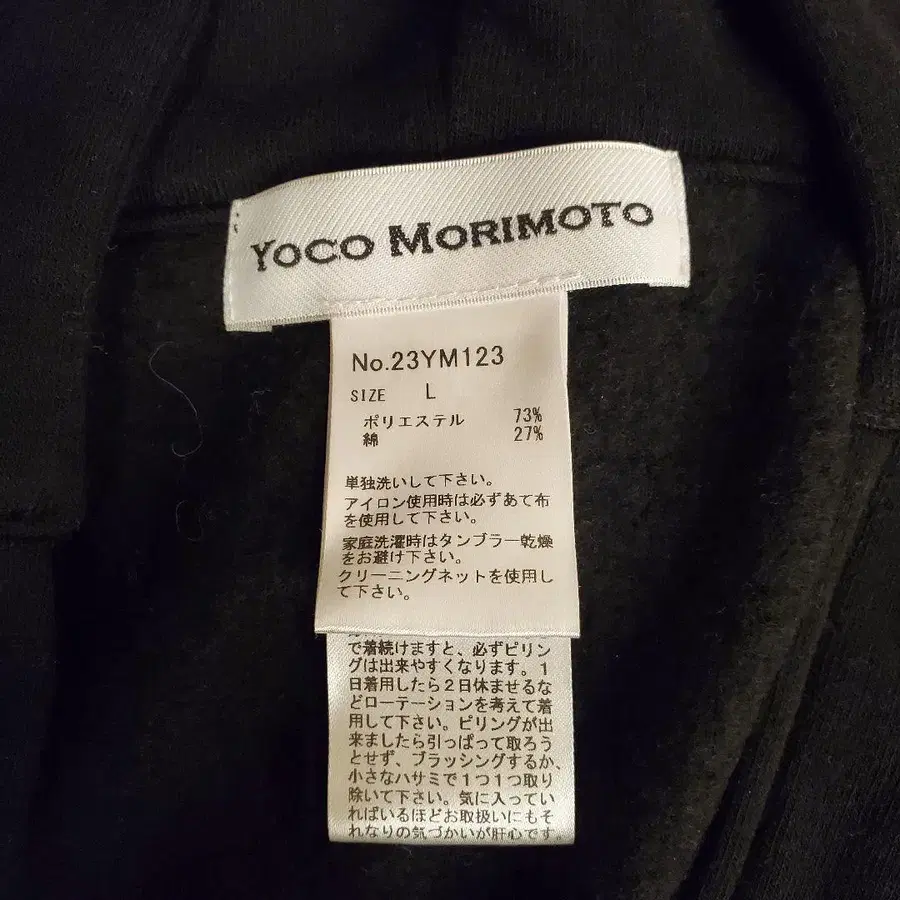 YOCO MORIMOTO
No.23YM123
SIZE L
ポリエステル 73%
綿 27%
単独洗いして下さい。
アイロン使用時は必ずあて布
を使用して下さい。
家庭洗濯時はタンブラー乾燥
をお避け下さい。
クリーニングネットを使用し
て下さい。
で着続けますと、必ずピリン
グは出来やすくなります。1
日着用したら2日休ませるな
どローテーションを考えて着
用して下さい。ピリングが出
来ましたら引っぱって取ろう
とせず、ブラッシングするか、
小さなハサミで1つ1つ取り
除いて下さい。気に入ってい
ればいるほどお取扱いにもそ
れなりの気づかいが肝心です。